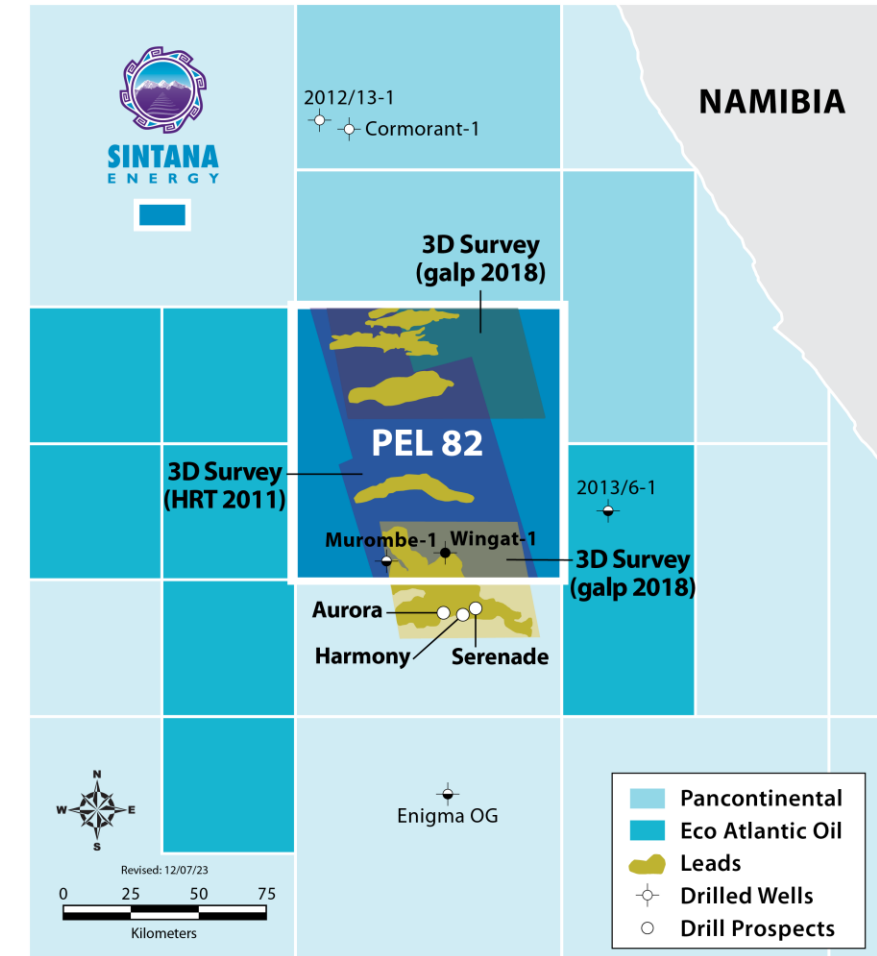 SINTANA
ENERGY
2012/13-1
Cormorant-1
NAMIBIA
3D Survey
(galp 2018)
PEL 82
3D Survey
(HRT 2011)
2013/6-1
Murombe-1
Wingat-1
3D Survey
(galp 2018)
Aurora
Harmony
Serenade
Enigma OG
N
W
E
S
Revised: 12/07/23
0 25 50 75
Kilometers
Pancontinental
Eco Atlantic Oil
Leads
Drilled Wells
Drill Prospects